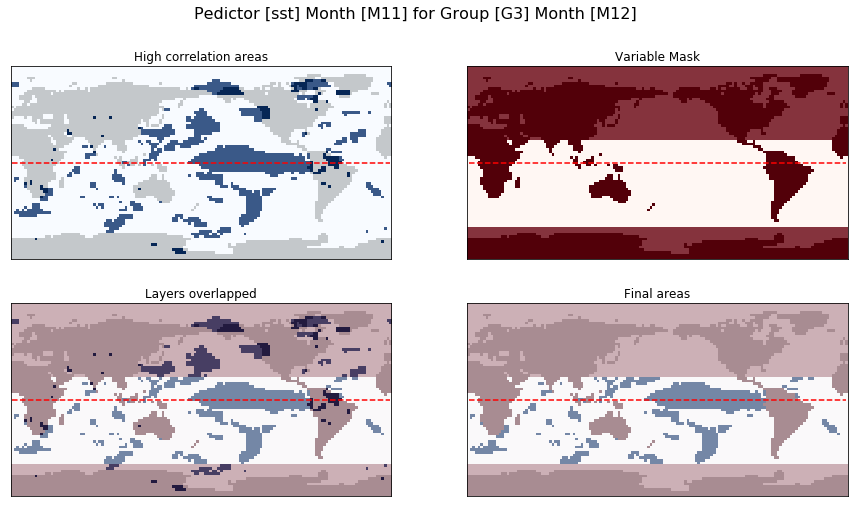 Pedictor [sst] Month [M11] for Group [G3] Month [M12]
High correlation areas
Variable Mask
Layers overlapped
Final areas